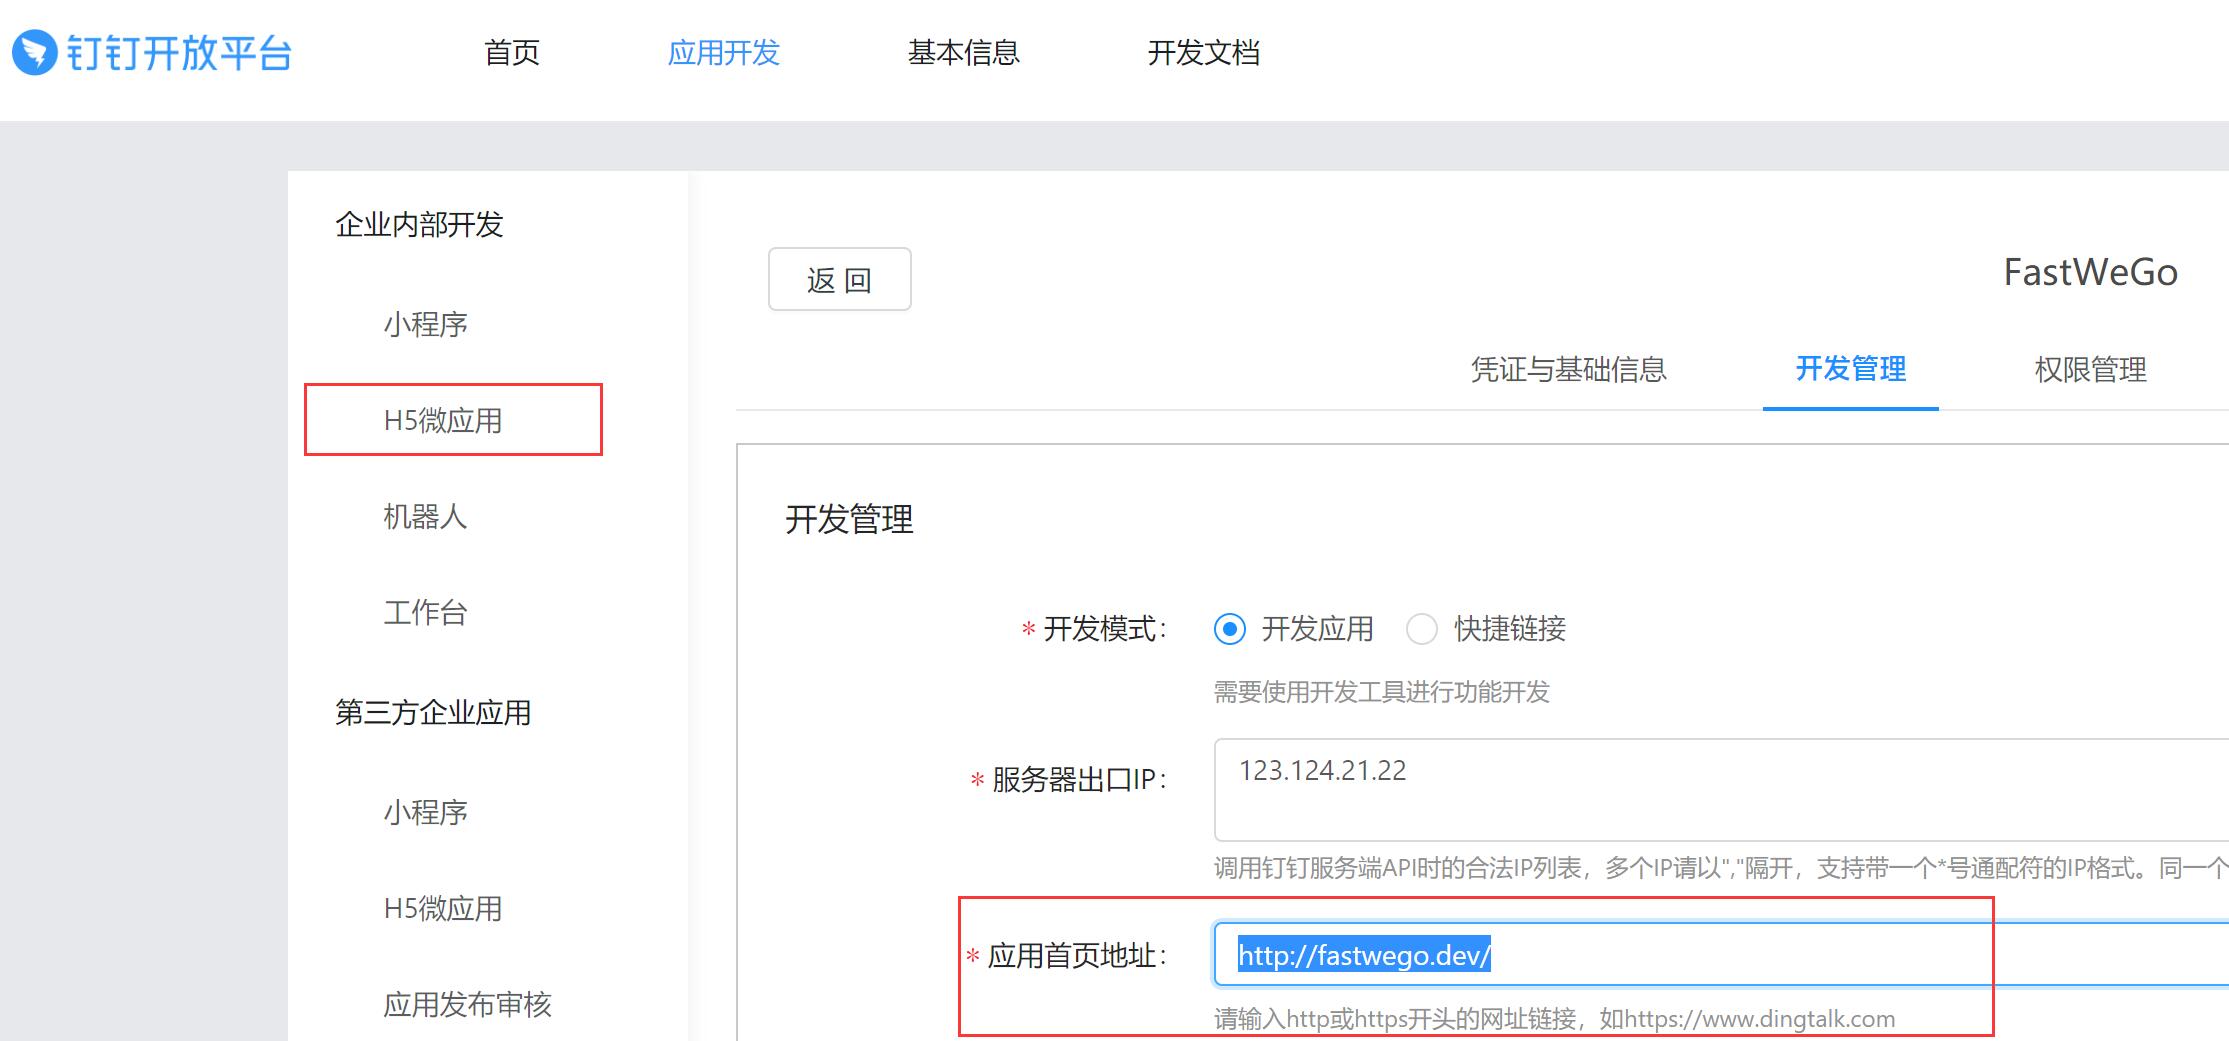 钉钉开放平台
首页
应用开发
基本信息
开发文档
企业内部开发
小程序
H5微应用
机器人
工作台
第三方企业应用
小程序
H5微应用
应用发布审核
返 回
FastWeGo
凭证与基础信息
开发管理
权限管理
开发管理
* 开发模式： 开发应用 快捷链接
需要使用开发工具进行功能开发
* 服务器出口IP： 123.124.21.22
调用钉钉服务端API时的合法IP列表，多个IP请以","隔开，支持带一个*号通配符的IP格式。同一个
* 应用首页地址： http://fastwego.dev/
请输入http或https开头的网址链接，如https://www.dingtalk.com